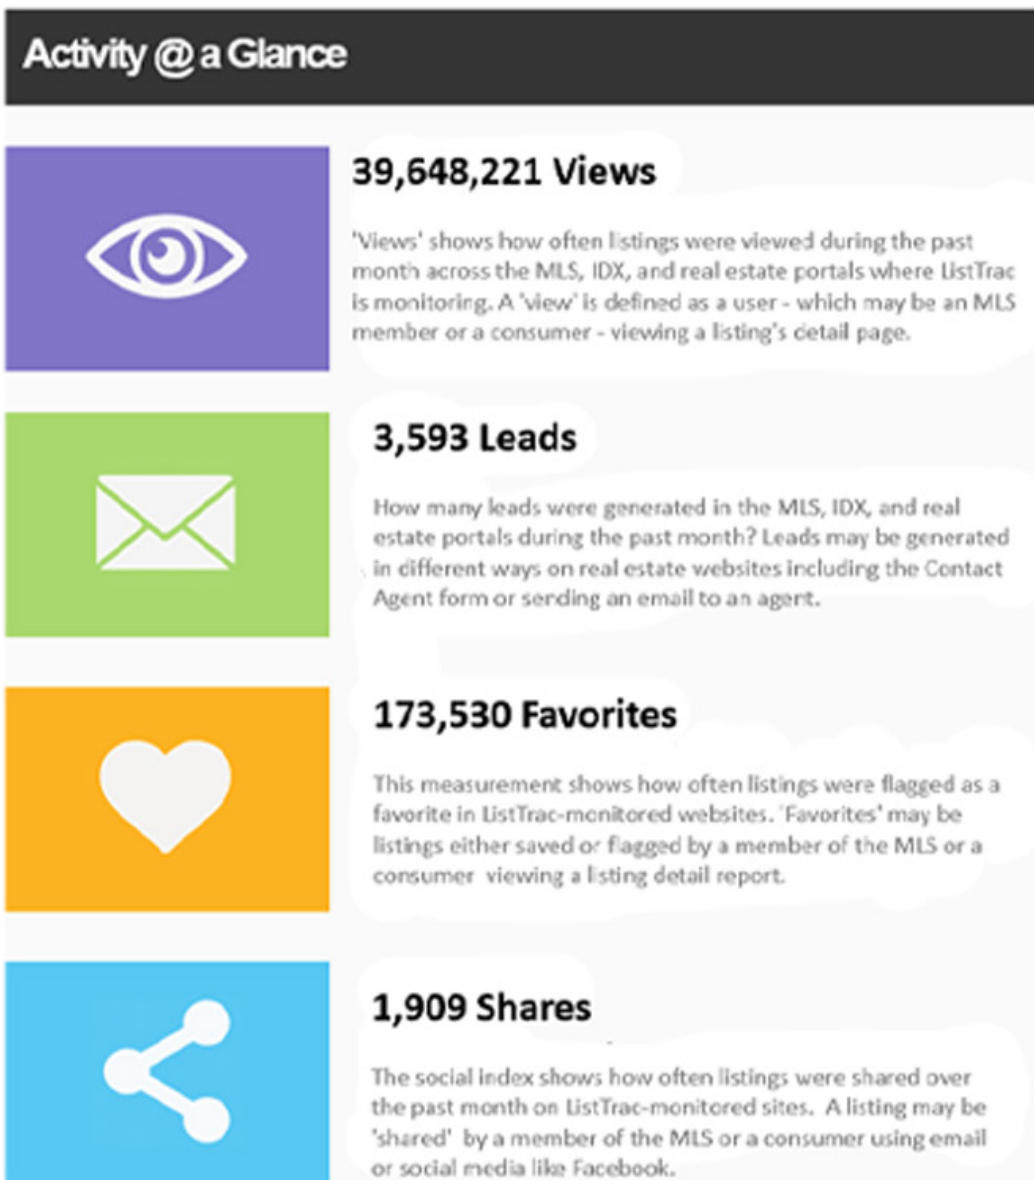 Activity @ a Glance
39,648,221 Views
'Views' shows how often listings were viewed during the past
month across the MLS, IDX, and real estate portals where ListTrac
is monitoring. A 'view' is defined as a user - which may be an MLS
member or a consumer - viewing a listing's detail page.
3,593 Leads
How many leads were generated in the MLS, IDX, and real
estate portals during the past month? Leads may be generated
in different ways on real estate websites including the Contact
Agent form or sending an email to an agent.
173,530 Favorites
This measurement shows how often listings were flagged as a
favorite in ListTrac-monitored websites. 'Favorites' may be
listings either saved or flagged by a member of the MLS or a
consumer viewing a listing detail report.
1,909 Shares
The social index shows how often listings were shared over
the past month on ListTrac-monitored sites. A listing may be
'shared' by a member of the MLS or a consumer using email
or social media like Facebook.